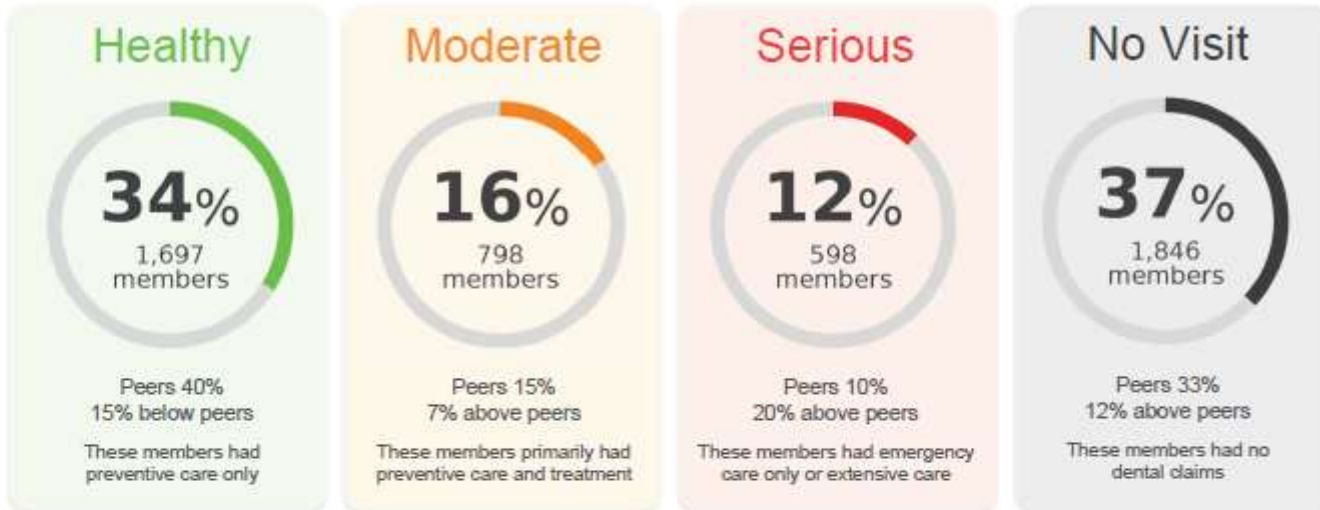 Healthy
34%
1,697
members
Peers 40%
15% below peers
These members had
preventive care only
Moderate
16%
798
members
Peers 15%
7% above peers
These members primarily had
preventive care and treatment
Serious
12%
598
members
Peers 10%
20% above peers
These members had emergency
care only or extensive care
No Visit
37%
1,846
members
Peers 33%
12% above peers
These members had no
dental claims